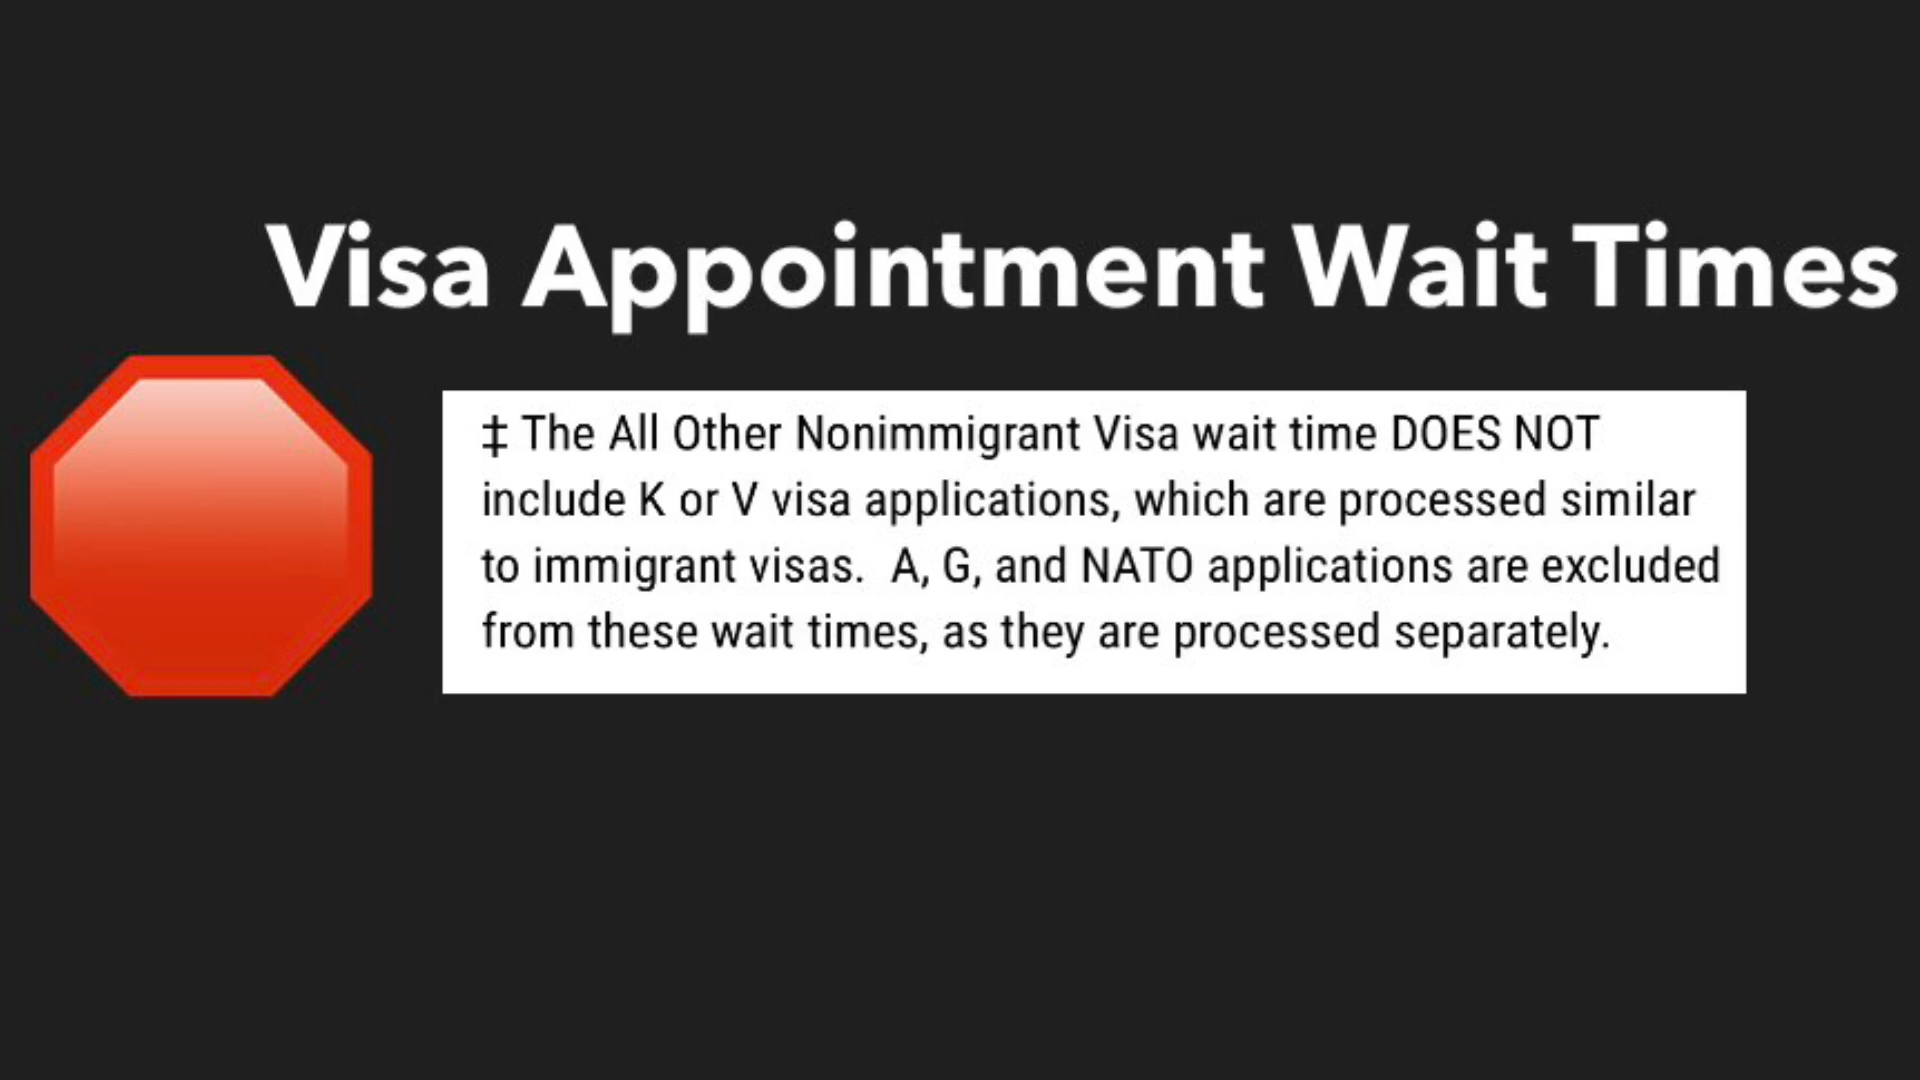 Visa Appointment Wait Times
‡ The All Other Nonimmigrant Visa wait time DOES NOT
include K or V visa applications, which are processed similar
to immigrant visas.  A, G, and NATO applications are excluded
from these wait times, as they are processed separately.